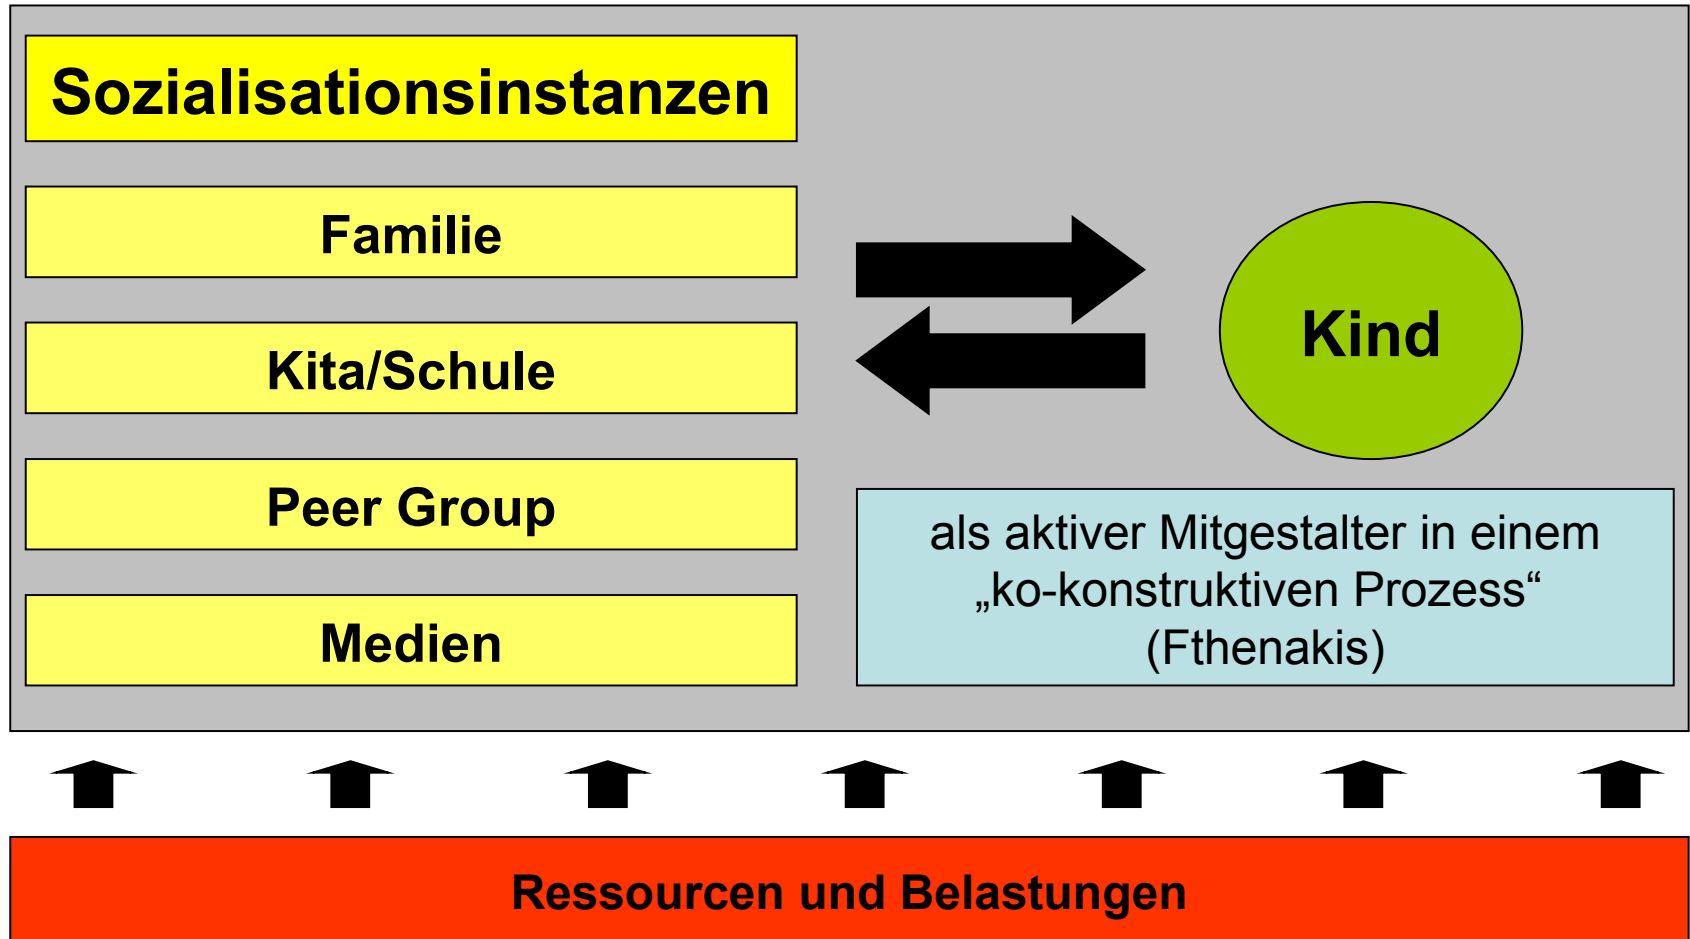 Sozialisationsinstanzen
Familie
Kita/Schule
Peer Group
Medien
Kind
als aktiver Mitgestalter in einem
„ko-konstruktiven Prozess“
(Fthenakis)
Ressourcen und Belastungen